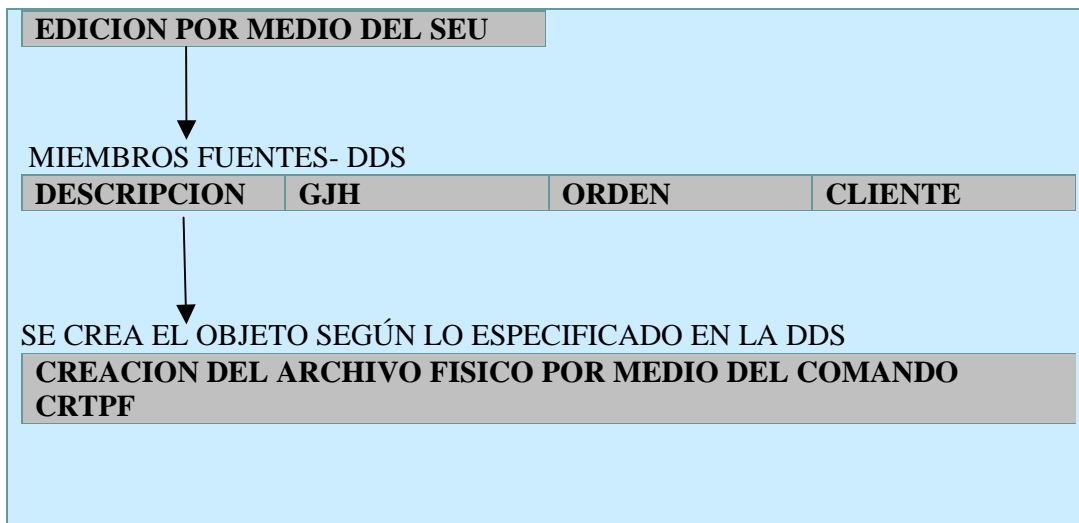 EDICION POR MEDIO DEL SEU
MIEMBROS FUENTES- DDS
DESCRIPCION GJH ORDEN CLIENTE
SE CREA EL OBJETO SEGÚN LO ESPECIFICADO EN LA DDS
CREACION DEL ARCHIVO FISICO POR MEDIO DEL COMANDO
CRTPF